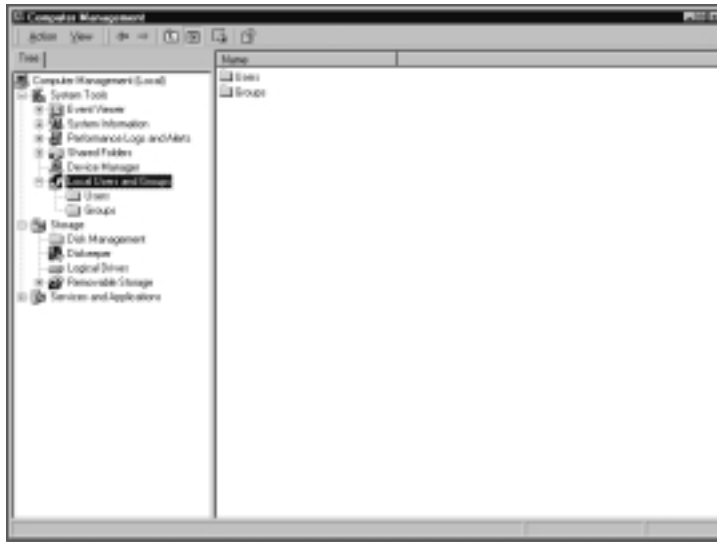 Computer Management
Action View
Tree
Name
Computer Management (Local)
System Tools
Event Viewer
System Information
Performance Logs and Alerts
Shared Folders
Device Manager
Local Users and Groups
Users
Groups
Storage
Disk Management
Diskeeper
Logical Drives
Removable Storage
Services and Applications
Users
Groups